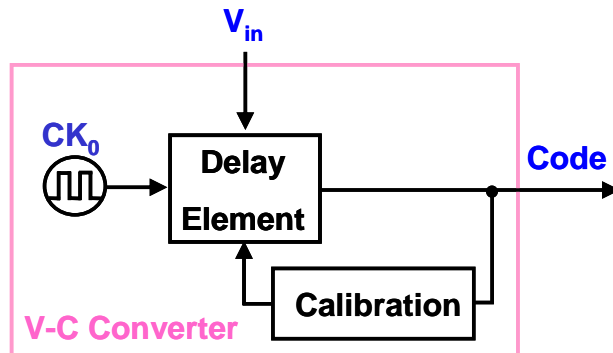 V_in
CK_0
Delay
Element
Code
Calibration
V-C Converter